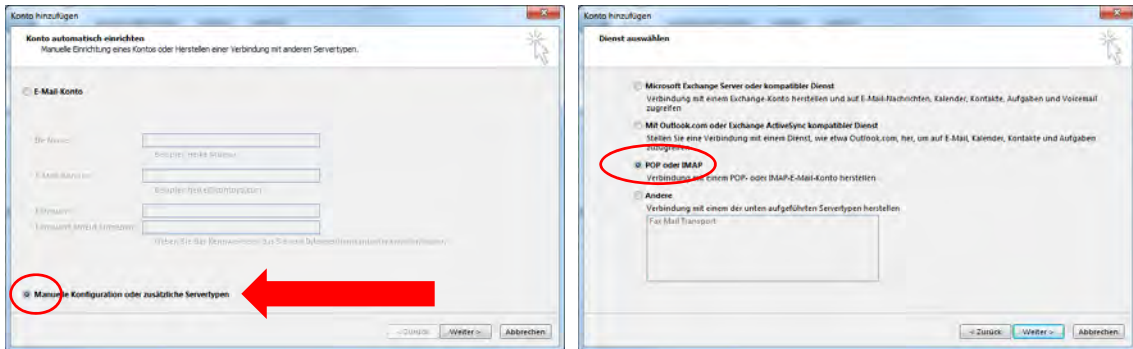 Konto hinzufügen
Konto automatisch einrichten
Manuelle Einrichtung eines Kontos oder Herstellen einer Verbindung mit anderen Servertypen.
E-Mail-Konto
Ihr Name:
Beispiel: Heike Molnar
E-Mail-Adresse:
Kennwort:
Kennwort erneut eingeben:
Manuelle Konfiguration oder zusätzliche Servertypen
< Zurück
Weiter >
Abbrechen
Konto hinzufügen
Dienst auswählen
Microsoft Exchange Server oder kompatibler Dienst
Verbindung mit einem Exchange-Konto herstellen und auf E-Mail-Nachrichten, Kalender, Kontakte, Aufgaben und Voicemail
zugreifen
Mit Outlook.com oder Exchange ActiveSync kompatibler Dienst
Stellen Sie eine Verbindung mit einem Dienst, wie etwa Outlook.com, her, um auf E-Mail, Kalender, Kontakte und Aufgaben
zuzugreifen
POP oder IMAP
Verbindung mit einem POP- oder IMAP-E-Mail-Konto herstellen
Andere
Verbindung mit einem der unten aufgeführten Servertypen herstellen
Fax Mail Transport
< Zurück
Weiter >
Abbrechen